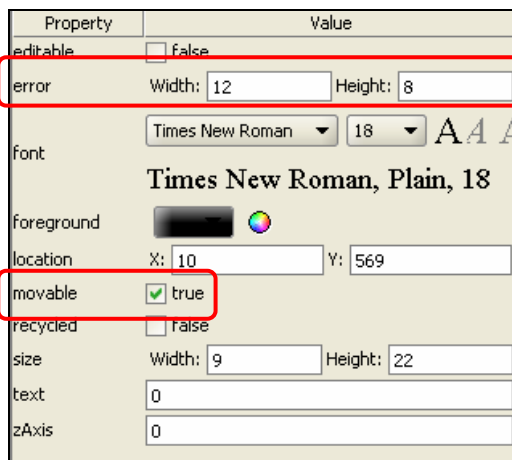 Property Value
editable false
error Width: 12 Height: 8
font Times New Roman 18 A A A
Times New Roman, Plain, 18
foreground
location X: 10 Y: 569
movable true
recycled false
size Width: 9 Height: 22
text 0
zAxis 0